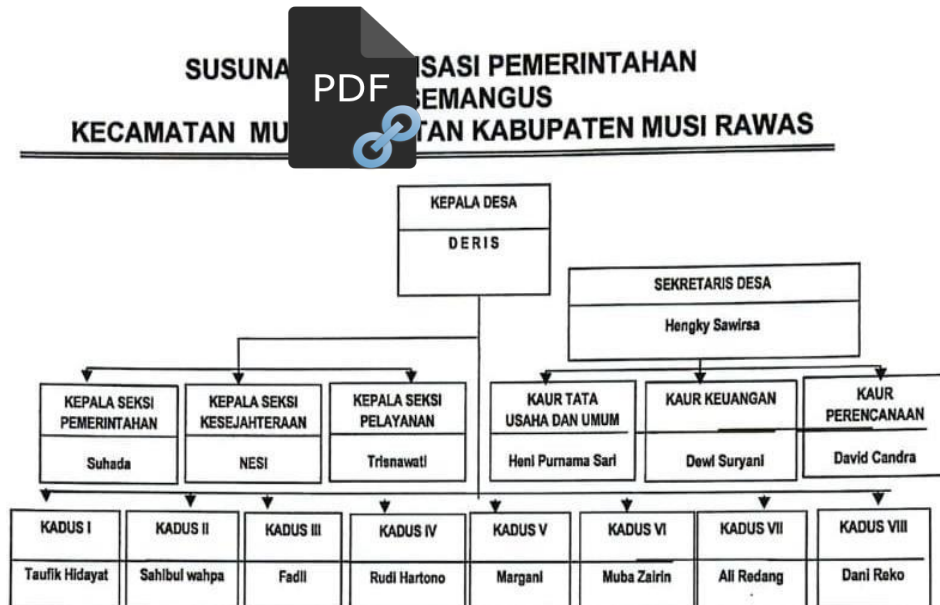 SUSUNA ISASI PEMERINTAHAN
PDF
SEMANGUS
KECAMATAN MU TAN KABUPATEN MUSI RAWAS
KEPALA DESA
DERIS
SEKRETARIS DESA
Hengky Sawirsa
KEPALA SEKSI PEMERINTAHAN
Suhada
KEPALA SEKSI KESEJAHTERAAN
NESI
KEPALA SEKSI PELAYANAN
Trisnawati
KAUR TATA USAHA DAN UMUM
Heni Purnama Sari
KAUR KEUANGAN
Dewi Suryani
KAUR PERENCANAAN
David Candra
KADUS I
Taufik Hidayat
KADUS II
Sahibul wahpa
KADUS III
Fadli
KADUS IV
Rudi Hartono
KADUS V
Margani
KADUS VI
Muba Zairin
KADUS VII
Ali Redang
KADUS VIII
Dani Reko